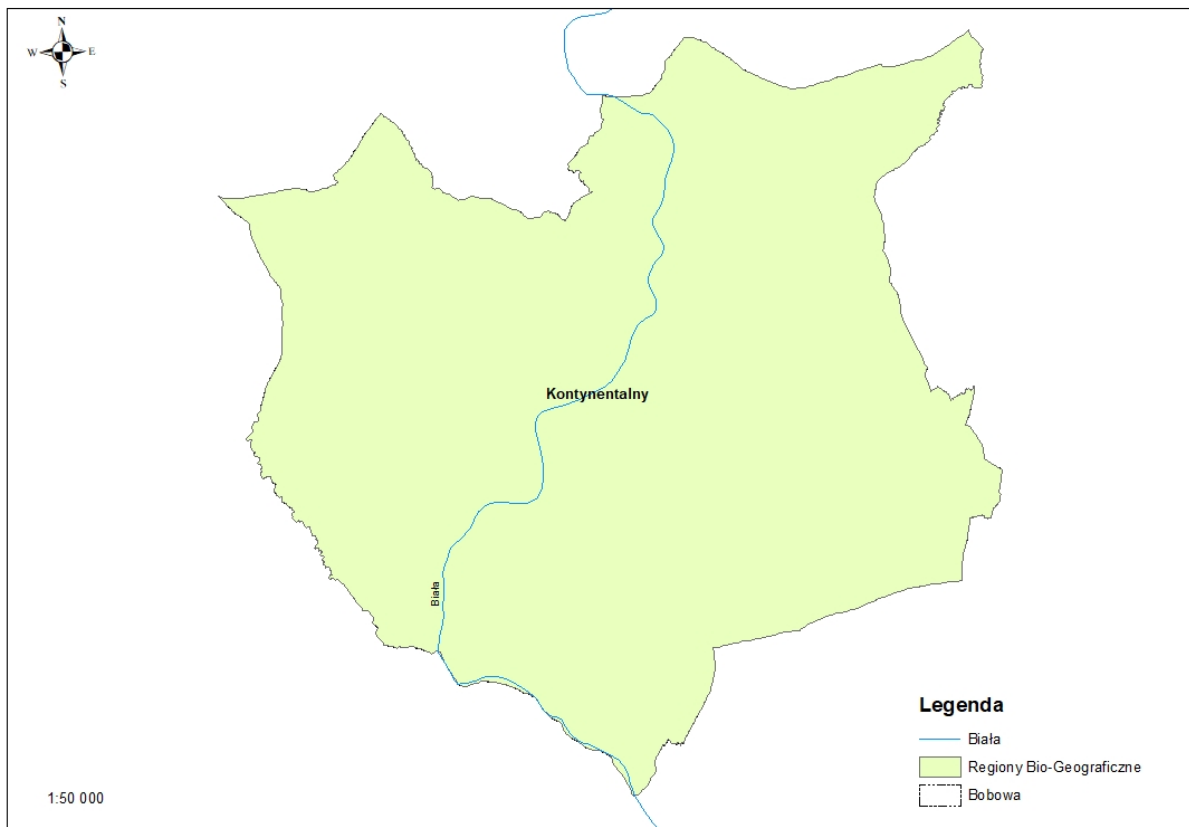 N
W E
S
Kontynentalny
Biała
Legenda
Biała
Regiony Bio-Geograficzne
Bobowa
1:50 000